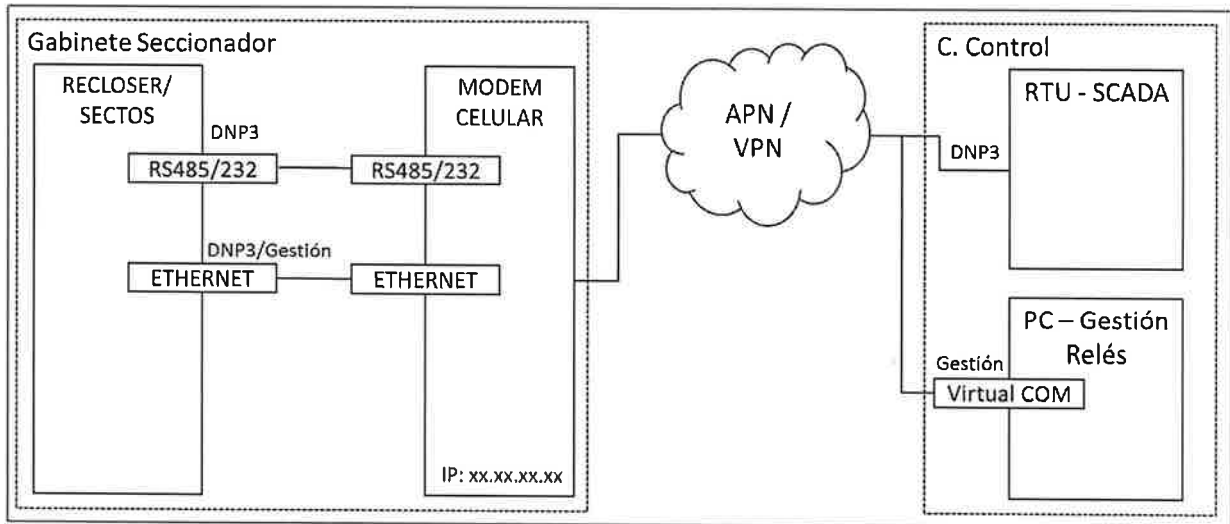 Gabinete Seccionador
RECLOSER/
SECTOS
DNP3
RS485/232
DNP3/Gestión
ETHERNET
MODEM
CELULAR
RS485/232
ETHERNET
IP: xx.xx.xx.xx
APN /
VPN
C. Control
RTU - SCADA
DNP3
PC – Gestión
Relés
Gestión
Virtual COM